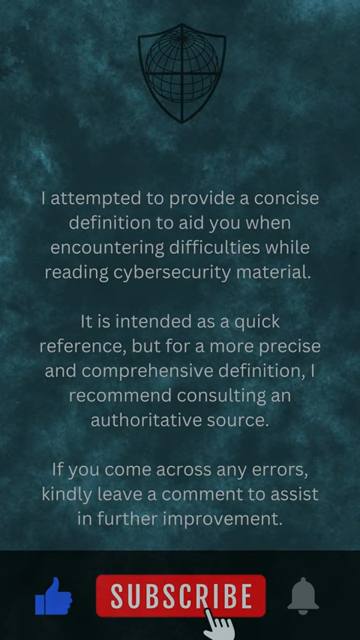 I attempted to provide a concise
definition to aid you when
encountering difficulties while
reading cybersecurity material.
It is intended as a quick
reference, but for a more precise
and comprehensive definition, I
recommend consulting an
authoritative source.
If you come across any errors,
kindly leave a comment to assist
in further improvement.
SUBSCRIBE